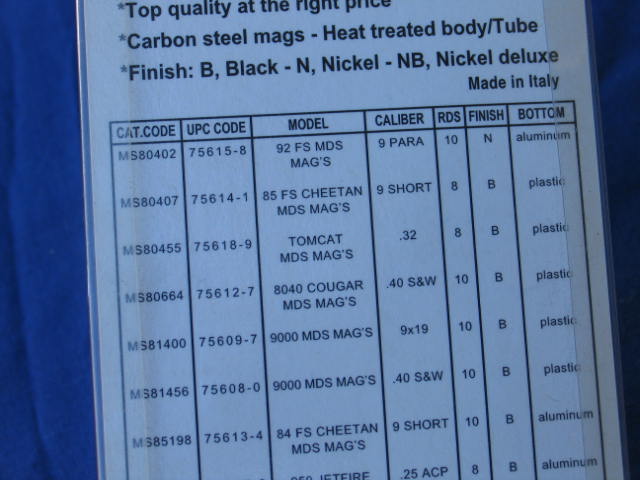 *Top quality at the right price
*Carbon steel mags - Heat treated body/Tube
*Finish: B, Black - N, Nickel - NB, Nickel deluxe
Made in Italy
CAT.CODE UPC CODE MODEL CALIBER RDS FINISH BOTTOM
MS80402 75615-8 92 FS MDS MAG'S 9 PARA 10 N aluminum
MS80407 75614-1 85 FS CHEETAN MDS MAG'S 9 SHORT 8 B plastic
MS80455 75618-9 TOMCAT MDS MAG'S .32 8 B plastic
MS80664 75612-7 8040 COUGAR MDS MAG'S .40 S&W 10 B plastic
MS81400 75609-7 9000 MDS MAG'S 9x19 10 B plastic
MS81456 75608-0 9000 MDS MAG'S .40 S&W 10 B plastic
MS85198 75613-4 84 FS CHEETAN MDS MAG'S 9 SHORT 10 B aluminum
950 JETFIRE .25 ACP 8 B aluminum